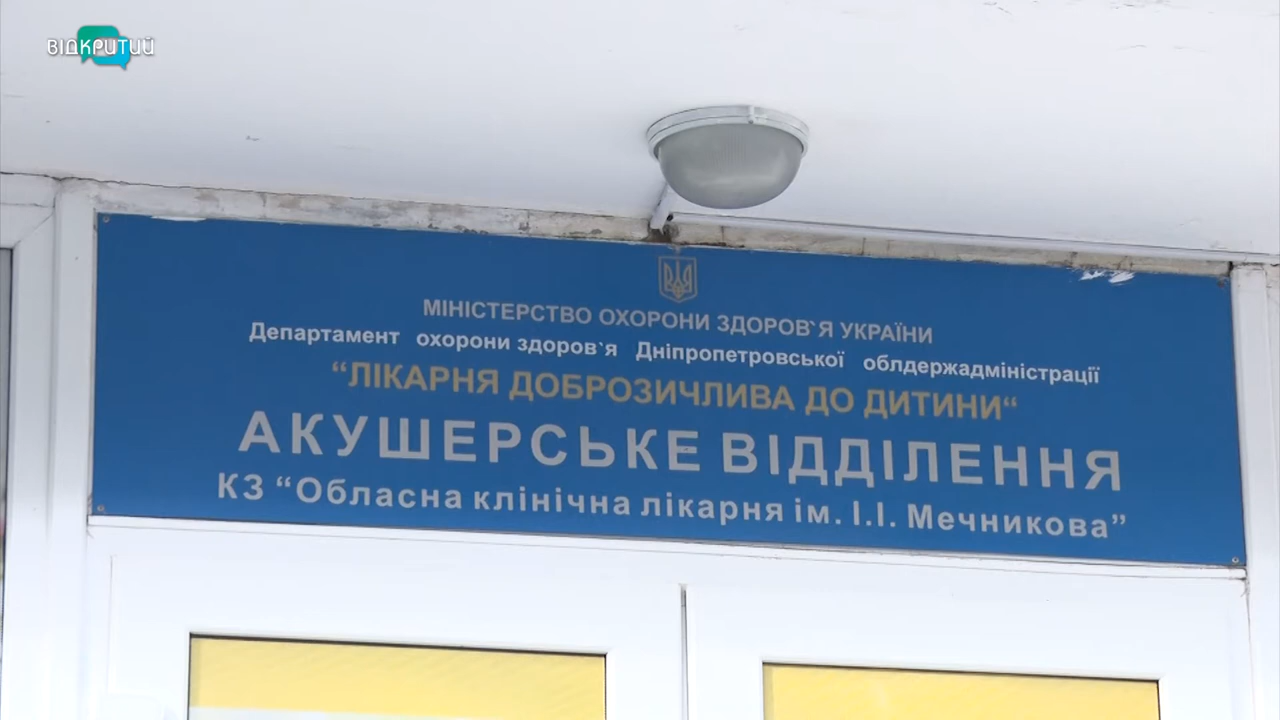 ВІДКРИТИЙ
МІНІСТЕРСТВО ОХОРОНИ ЗДОРОВ`Я УКРАЇНИ
Департамент охорони здоров`я Дніпропетровської облдержадміністрації
“ЛІКАРНЯ ДОБРОЗИЧЛИВА ДО ДИТИНИ“
АКУШЕРСЬКЕ ВІДДІЛЕННЯ
КЗ “Обласна клінічна лікарня ім. І.І. Мечникова”